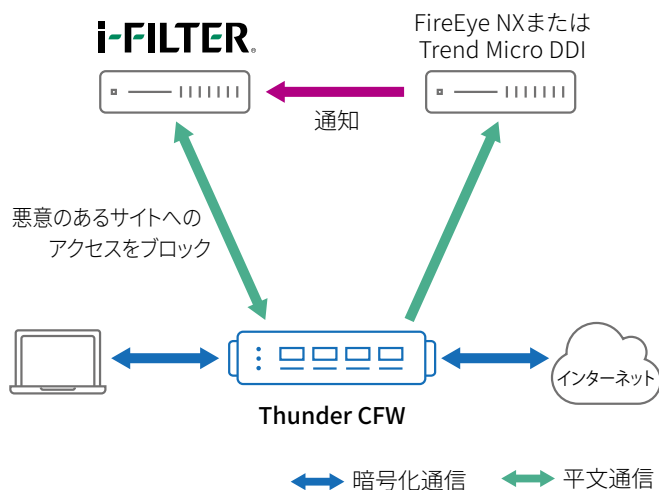 i-FILTER®
FireEye NXまたは
Trend Micro DDI
通知
悪意のあるサイトへの
アクセスをブロック
インターネット
Thunder CFW
暗号化通信
平文通信